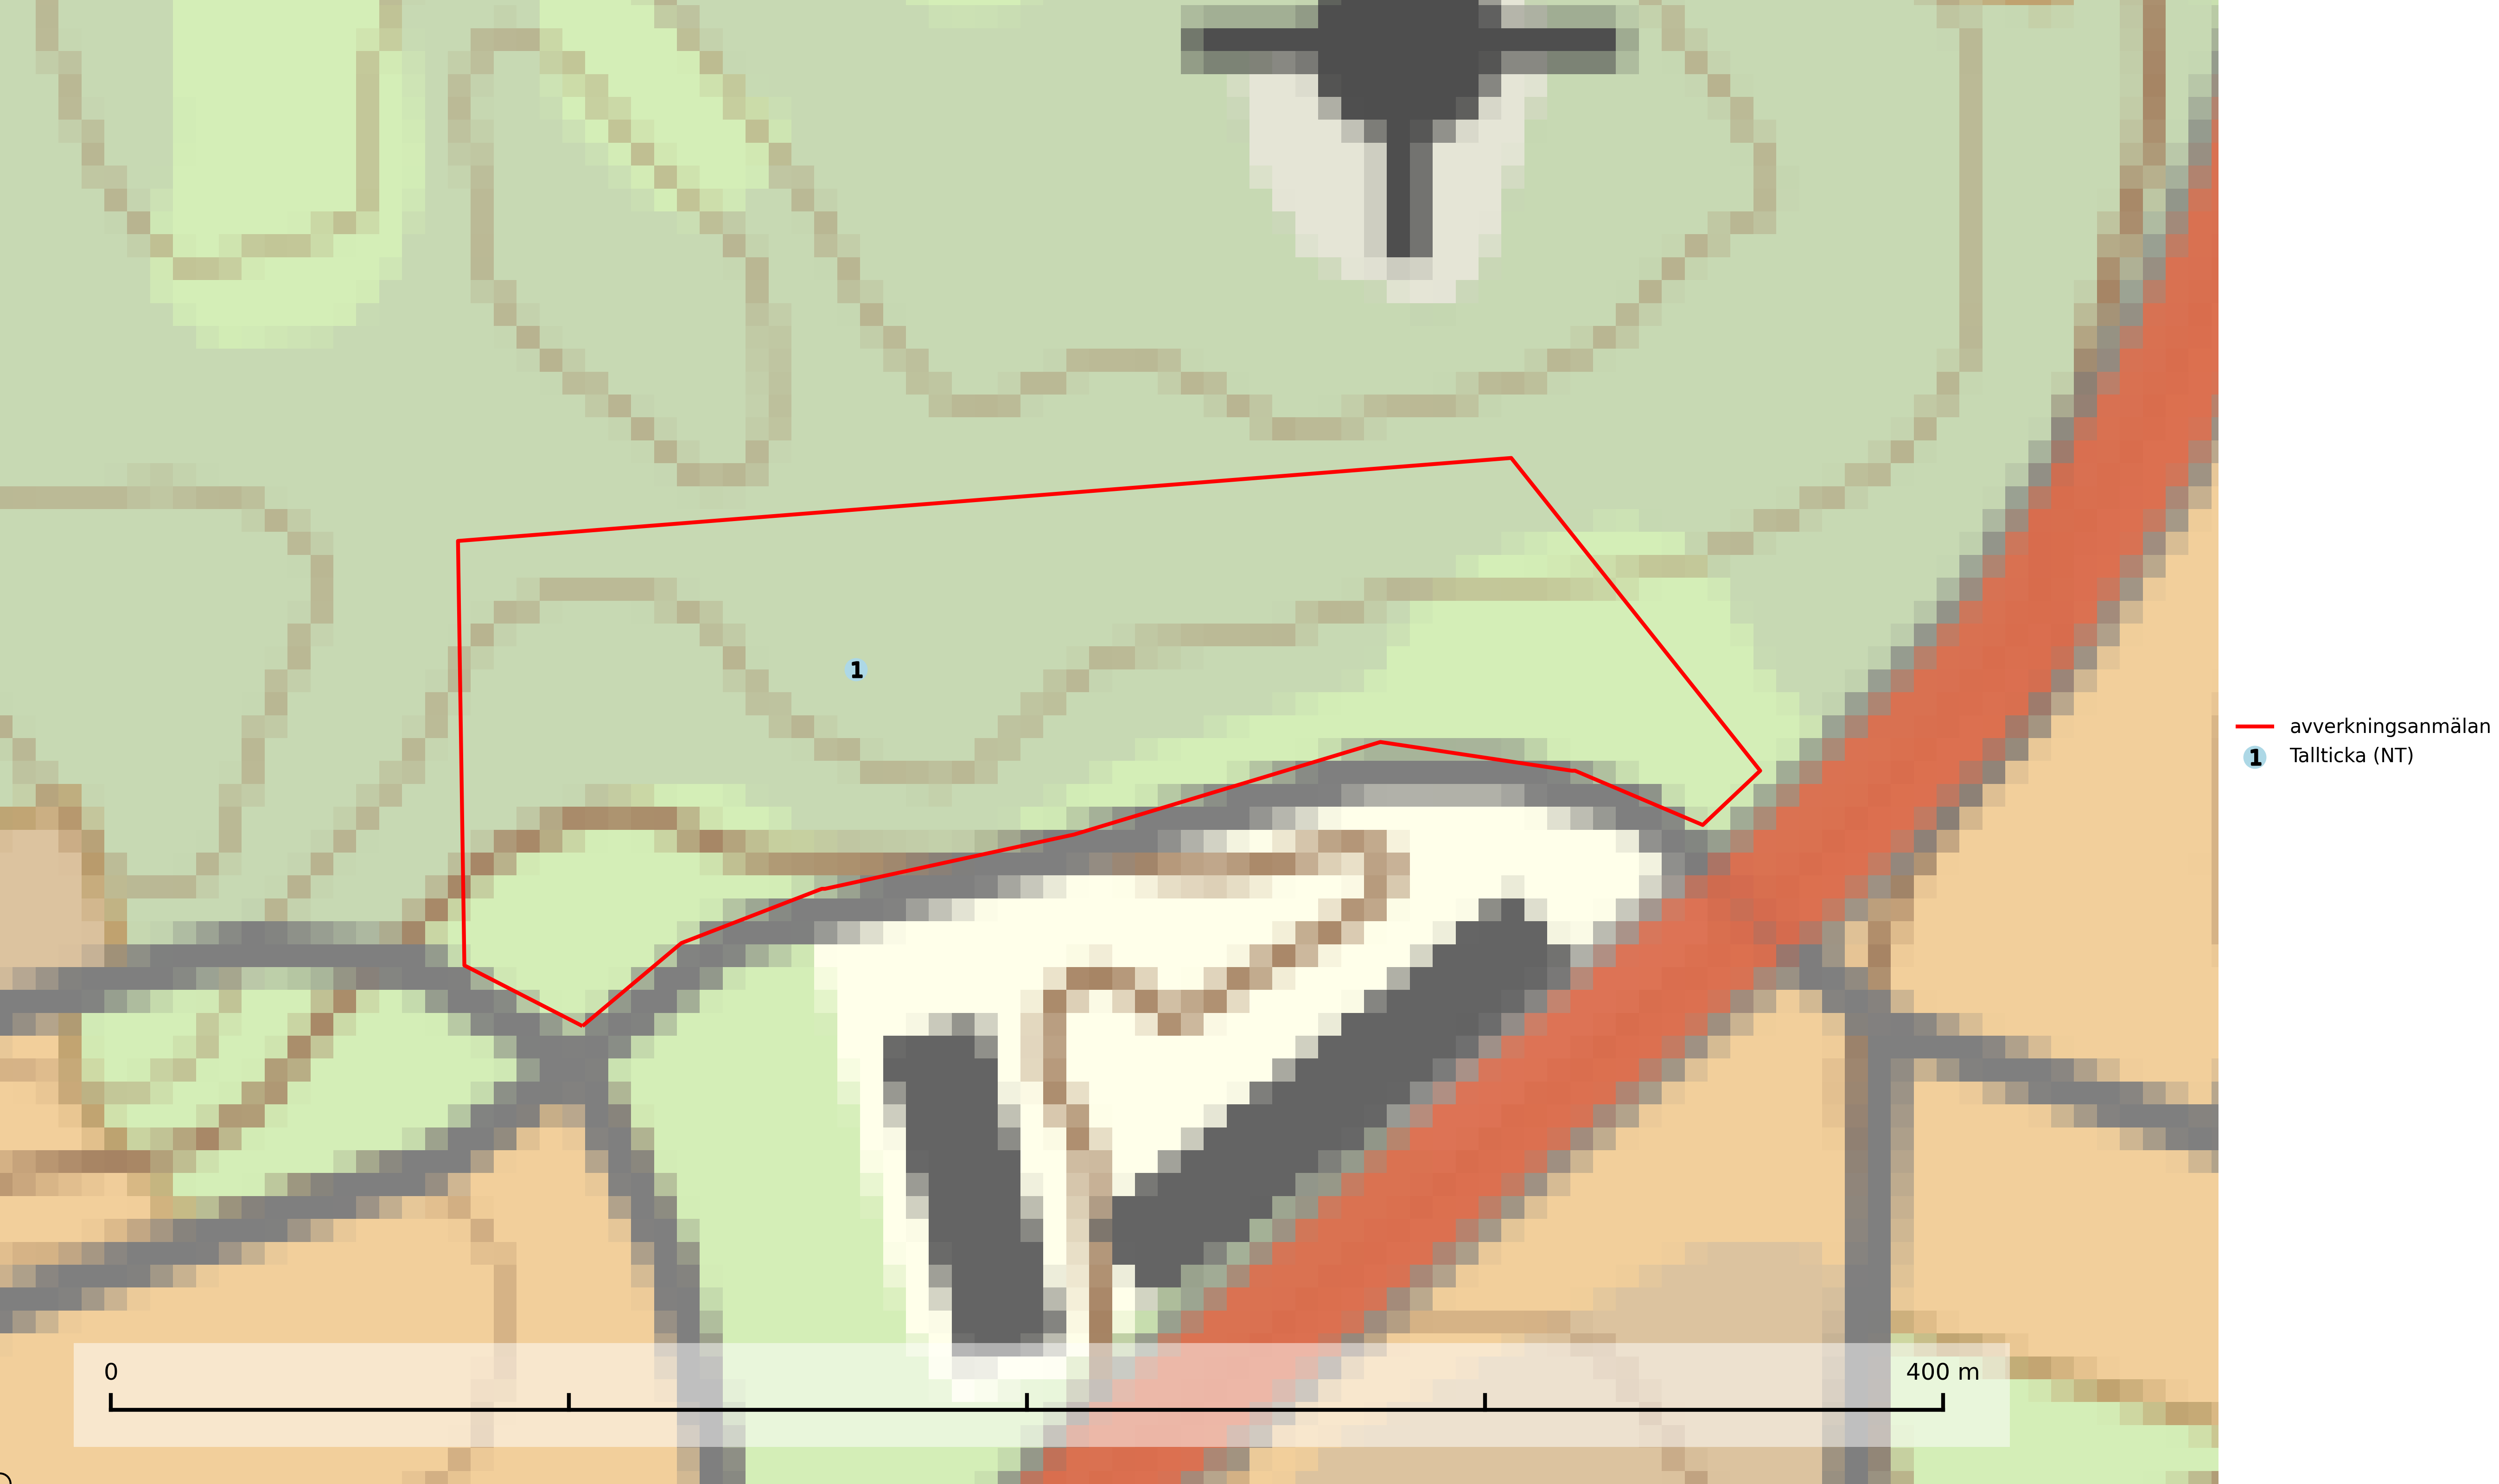 1
avverkningsanmälan
1 Tallticka (NT)
0 400 m